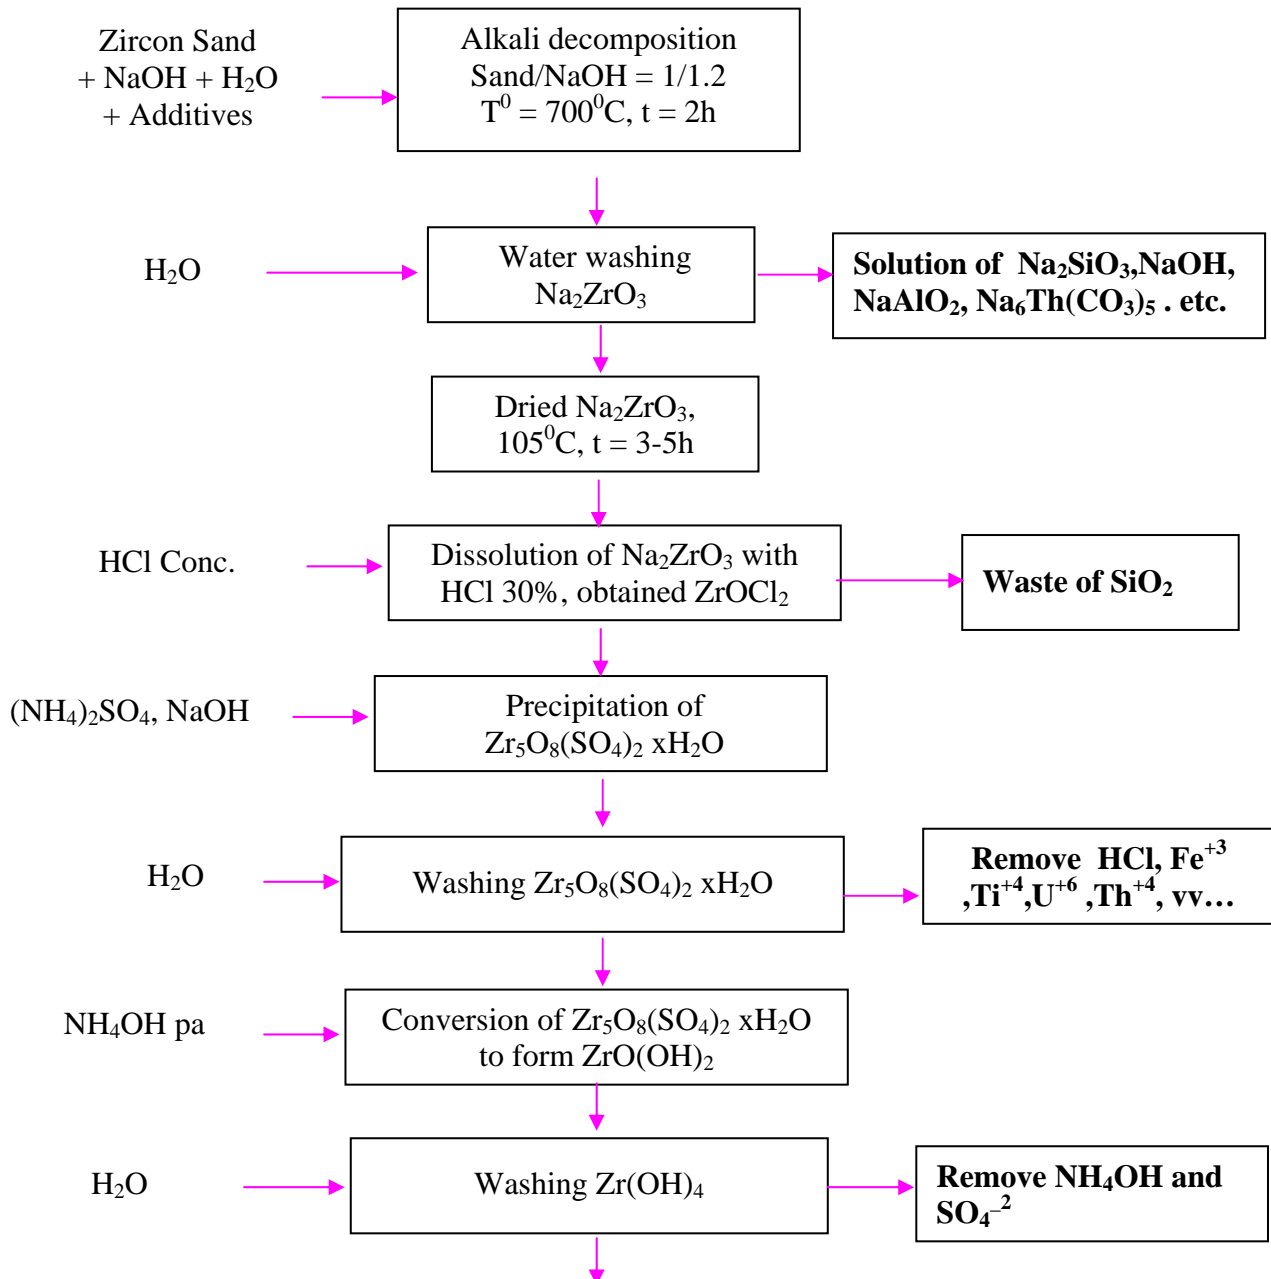 Zircon Sand
+ NaOH + H₂O
+ Additives
Alkali decomposition
Sand/NaOH = 1/1.2
T⁰ = 700⁰C, t = 2h
H₂O
Water washing
Na₂ZrO₃
Solution of Na₂SiO₃,NaOH,
NaAlO₂, Na₆Th(CO₃)₅ . etc.
Dried Na₂ZrO₃,
105⁰C, t = 3-5h
HCl Conc.
Dissolution of Na₂ZrO₃ with
HCl 30%, obtained ZrOCl₂
Waste of SiO₂
(NH₄)₂SO₄, NaOH
Precipitation of
Zr₅O₈(SO₄)₂ xH₂O
H₂O
Washing Zr₅O₈(SO₄)₂ xH₂O
Remove HCl, Fe⁺³
,Ti⁺⁴,U⁺⁶ ,Th⁺⁴, vv…
NH₄OH pa
Conversion of Zr₅O₈(SO₄)₂ xH₂O
to form ZrO(OH)₂
H₂O
Washing Zr(OH)₄
Remove NH₄OH and
SO₄⁻²